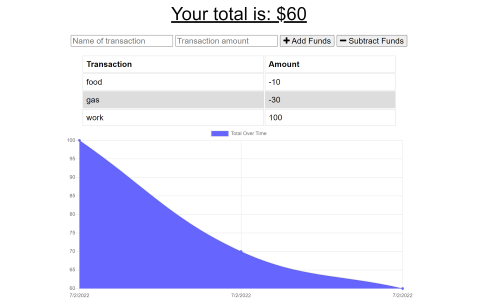 Your total is: $60
Name of transaction Transaction amount + Add Funds − Subtract Funds
Transaction Amount
food -10
gas -30
work 100
Total Over Time
100
95
90
85
80
75
70
65
60
7/2/2022 7/2/2022 7/2/2022